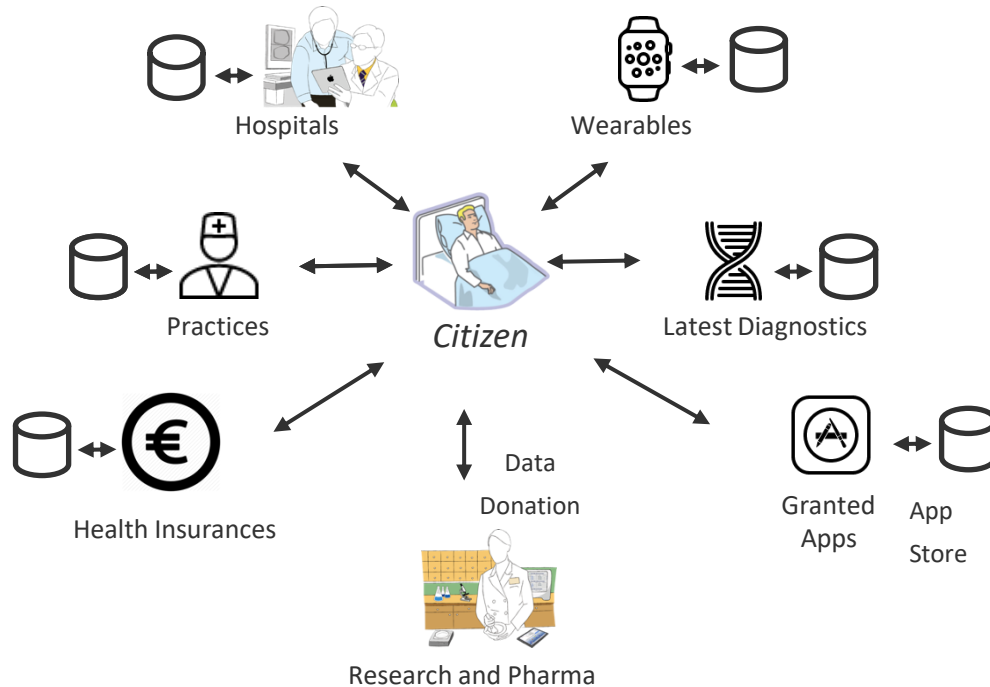 Hospitals
Wearables
Practices
Citizen
Latest Diagnostics
Health Insurances
Data
Donation
Granted
Apps
App
Store
Research and Pharma